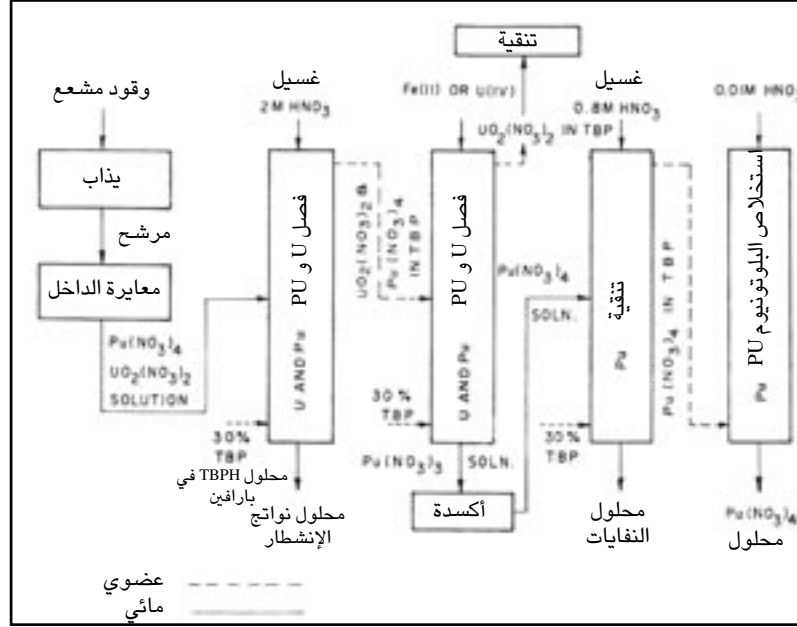 تنقية
وقود مشعع
غسيل
2M HNO3
Fe(II) OR U(IV)
غسيل
0.8M HNO3
0.01M HNO3
UO2(NO3)2 IN TBP
يذاب
مرشح
معايرة الداخل
Pu(NO3)4
UO2(NO3)2
SOLUTION
فصل U و PU
U AND Pu
30%
TBP
محلول TBPH في
بارافين
محلول نواتج
الإنشطار
UO2(NO3)2 &
Pu(NO3)4
IN TBP
فصل U و PU
U AND Pu
30%
TBP
Pu(NO3)3
SOLN.
أكسدة
Pu(NO3)4
SOLN.
تنقية
Pu
30%
TBP
محلول
النفايات
Pu(NO3)4 IN TBP
استخلاص البلوتونيوم PU
Pu
Pu(NO3)4
محلول
عضوي
مائي